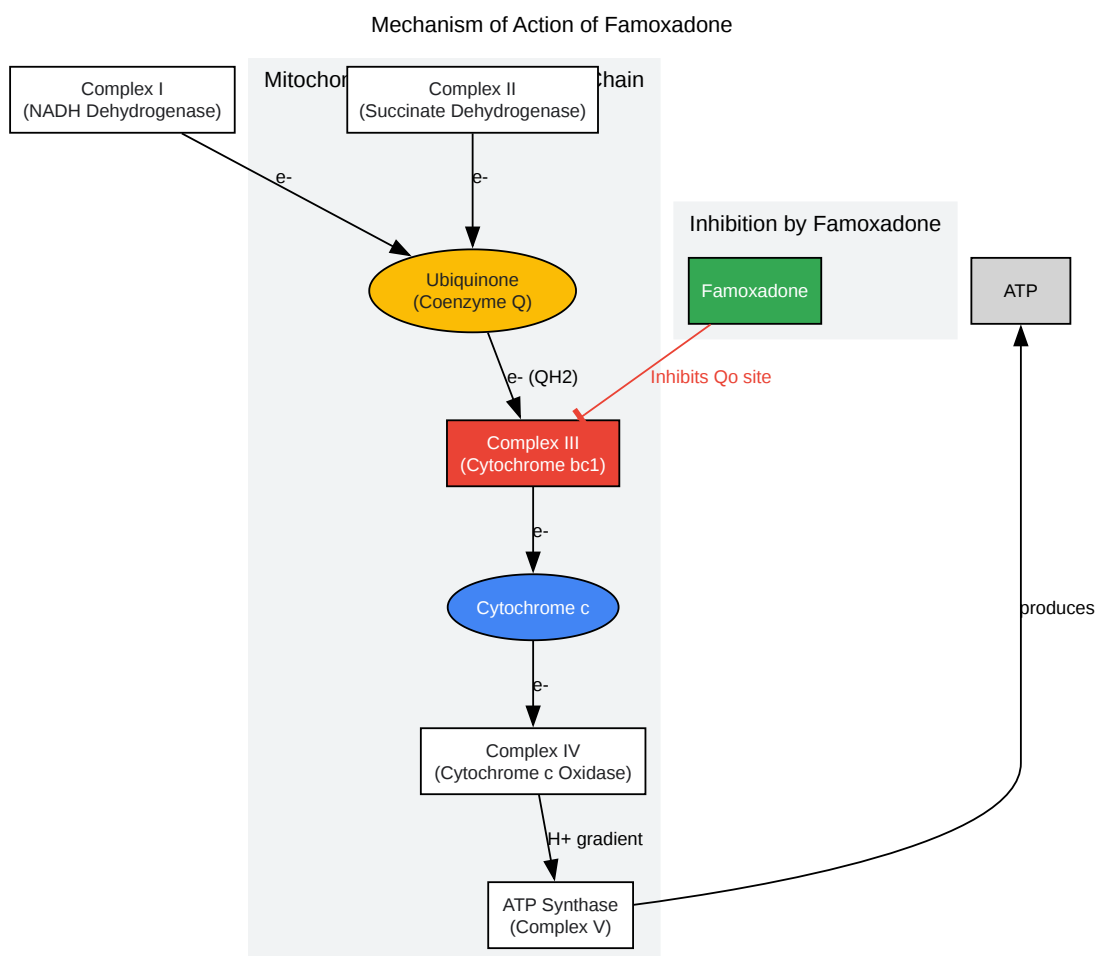 Mechanism of Action of Famoxadone
Complex I
(NADH Dehydrogenase)
Mitochor
Chain
Complex II
(Succinate Dehydrogenase)
e-
e-
Inhibition by Famoxadone
Ubiquinone
(Coenzyme Q)
Famoxadone
ATP
e- (QH2)
Inhibits Qo site
Complex III
(Cytochrome bc1)
e-
Cytochrome c
produces
e-
Complex IV
(Cytochrome c Oxidase)
H+ gradient
ATP Synthase
(Complex V)